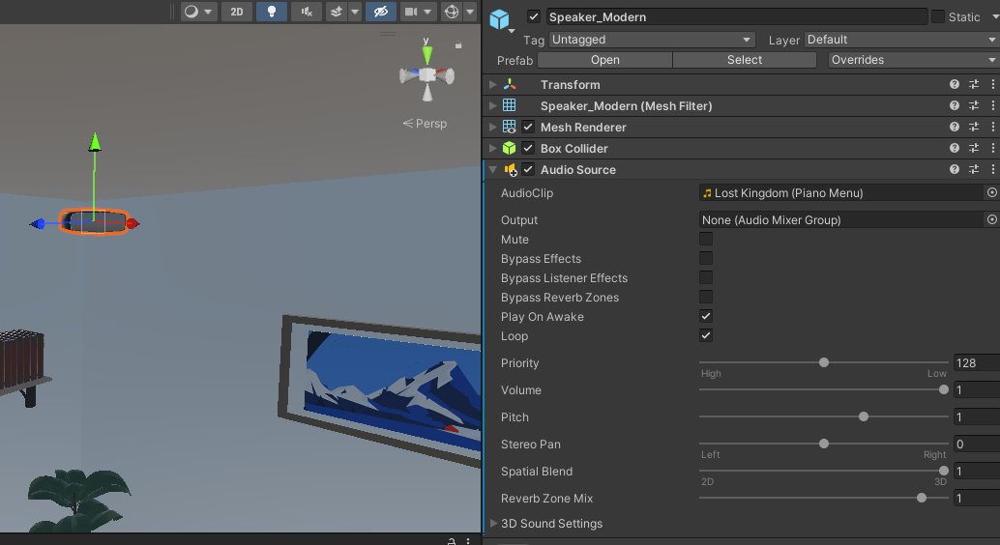 2D
Speaker_Modern
Static
Tag Untagged Layer Default
Prefab Open Select Overrides
y
Persp
Transform
Speaker_Modern (Mesh Filter)
Mesh Renderer
Box Collider
Audio Source
AudioClip Lost Kingdom (Piano Menu)
Output None (Audio Mixer Group)
Mute
Bypass Effects
Bypass Listener Effects
Bypass Reverb Zones
Play On Awake
Loop
Priority 128
High Low
Volume 1
Pitch 1
Stereo Pan 0
Left Right
Spatial Blend 1
2D 3D
Reverb Zone Mix 1
3D Sound Settings